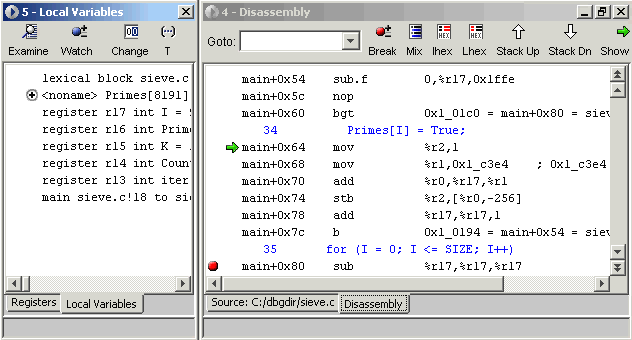 5 - Local Variables
Examine Watch Change T
lexical block sieve.c
<noname> Primes[8191]
register r17 int I = S
register r16 int Prime
register r15 int K = .
register r14 int Count
register r13 int iter
main sieve.c!18 to sie
Registers Local Variables
4 - Disassembly
Goto: Break Mix Ihex Lhex Stack Up Stack Dn Show
main+0x54 sub.f 0,%r17,0x1ffe
main+0x5c nop
main+0x60 bgt 0x1_01c0 = main+0x80 = siev
34 Primes[I] = True;
main+0x64 mov %r2,1
main+0x68 mov %r1,0x1_c3e4 ; 0x1_c3e4
main+0x70 add %r0,%r17,%r1
main+0x74 stb %r2,[%r0,-256]
main+0x78 add %r17,%r17,1
main+0x7c b 0x1_0194 = main+0x54 = siev
35 for (I = 0; I <= SIZE; I++)
main+0x80 sub %r17,%r17,%r17
Source: C:/dbgdir/sieve.c Disassembly